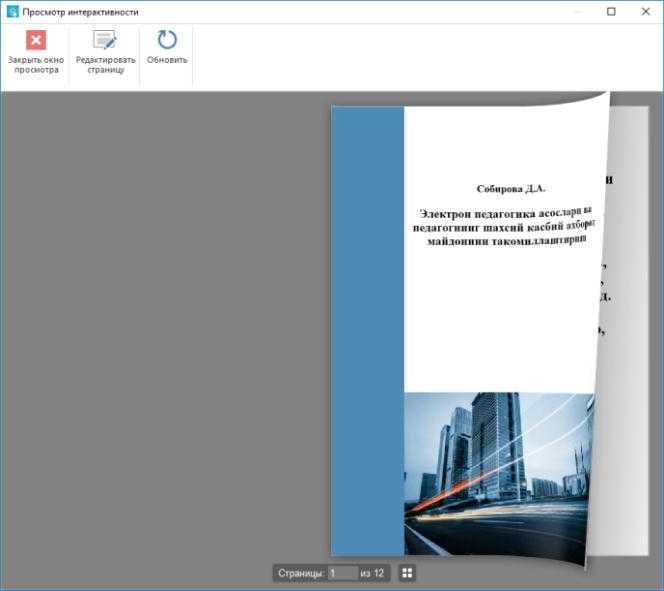 Просмотр интерактивности
Закрыть окно
просмотра
Редактировать
страницу
Обновить
Собирова Д.А.
Электрон педагогика асослари ва
педагогнинг шахсий касбий ахборот
майдонини такомиллаштириш
и
,
,
д.
,
Страницы: 1 из 12